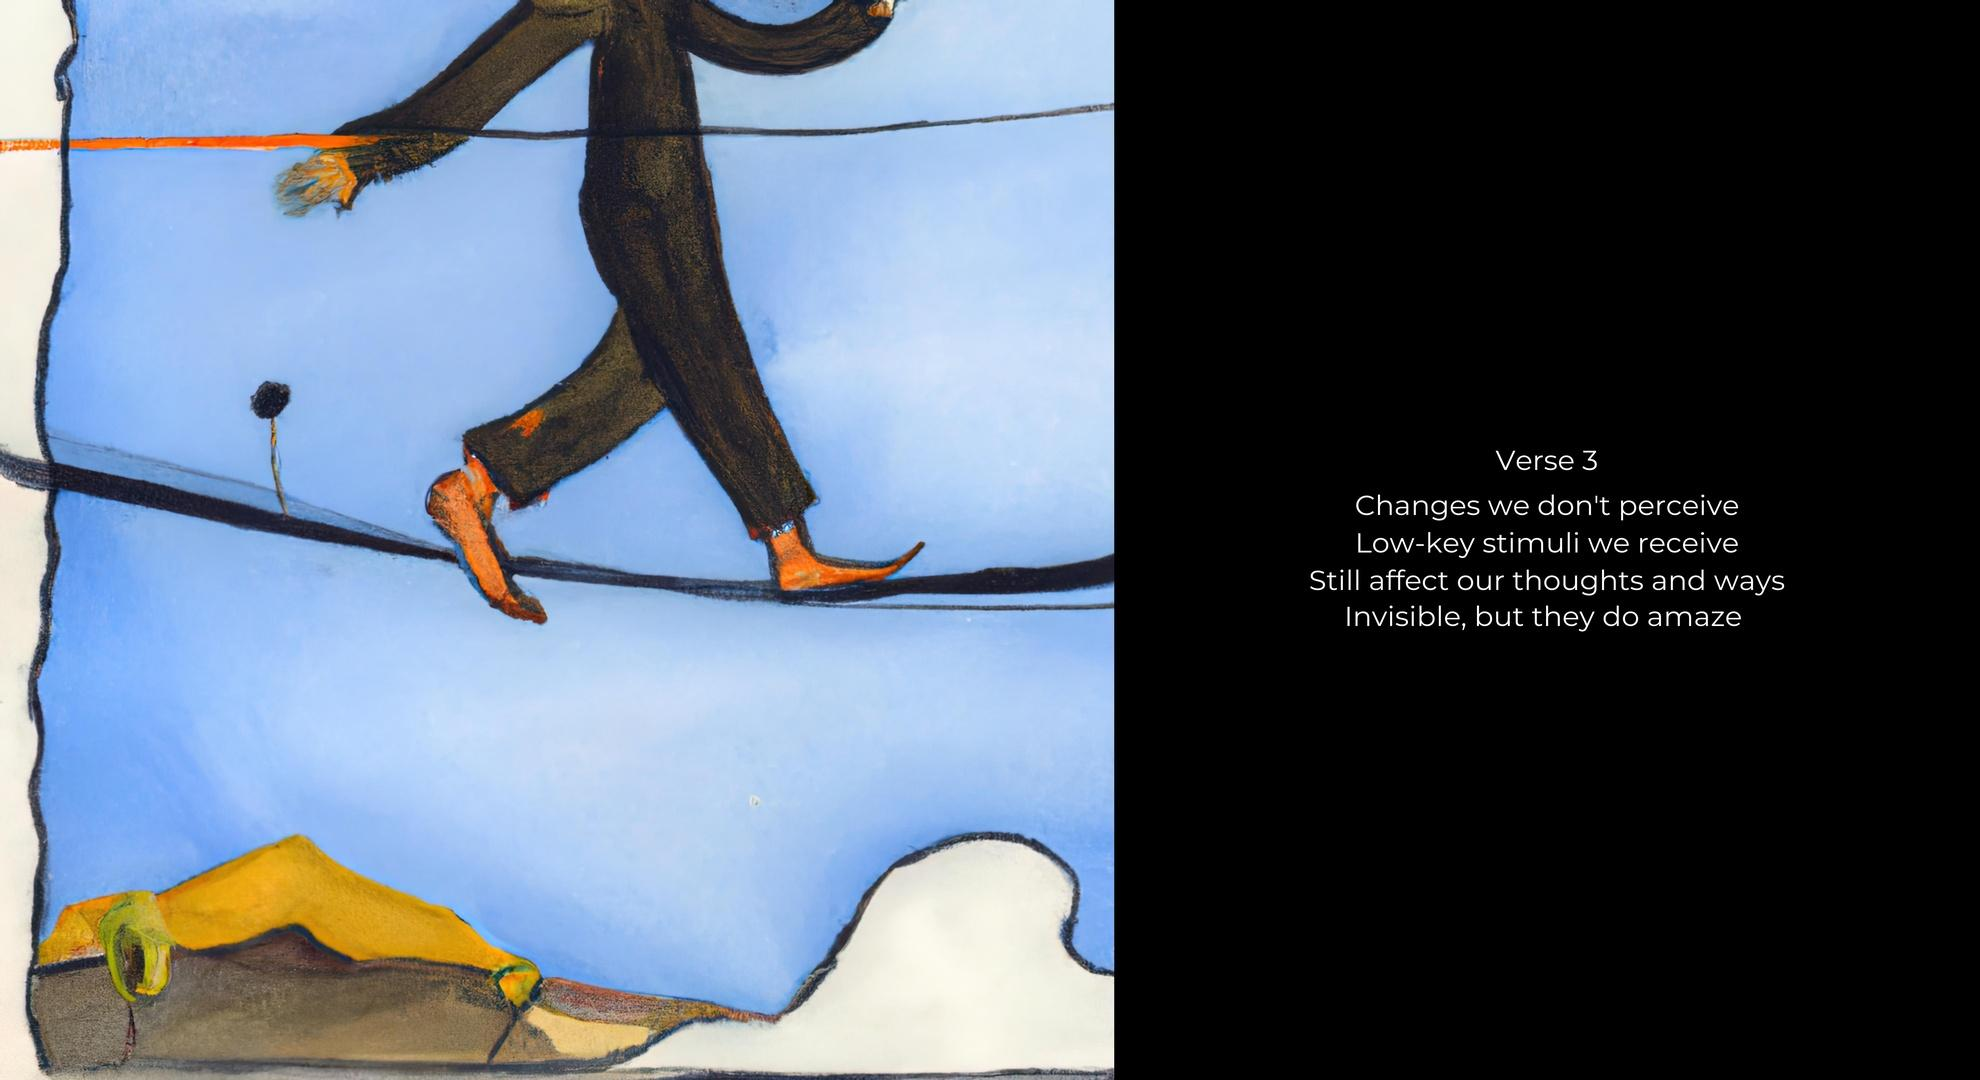 Verse 3
Changes we don't perceive
Low-key stimuli we receive
Still affect our thoughts and ways
Invisible, but they do amaze